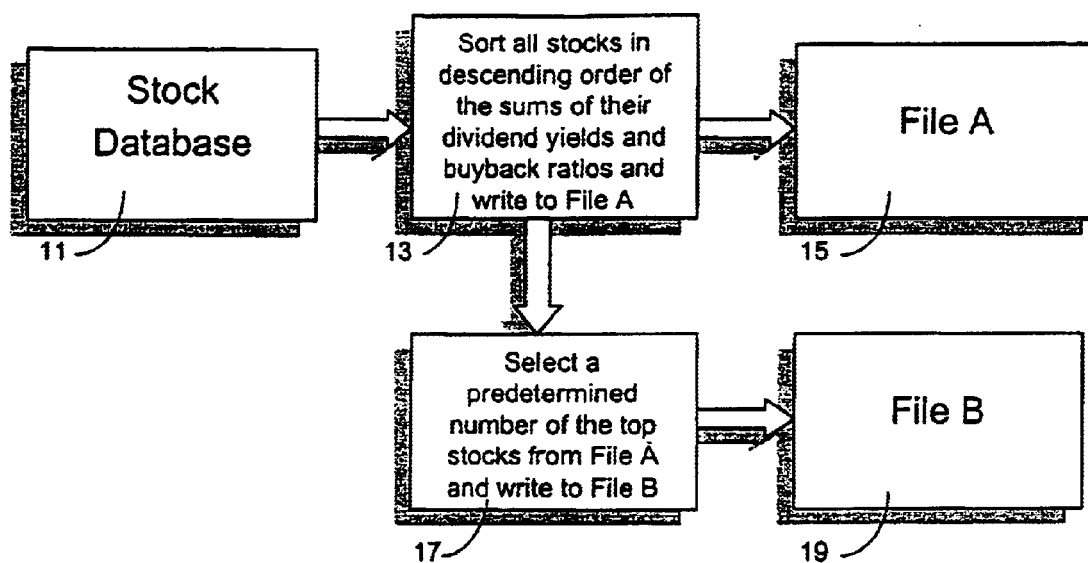 Stock
Database
11
Sort all stocks in
descending order of
the sums of their
dividend yields and
buyback ratios and
write to File A
13
File A
15
Select a
predetermined
number of the top
stocks from File A
and write to File B
17
File B
19